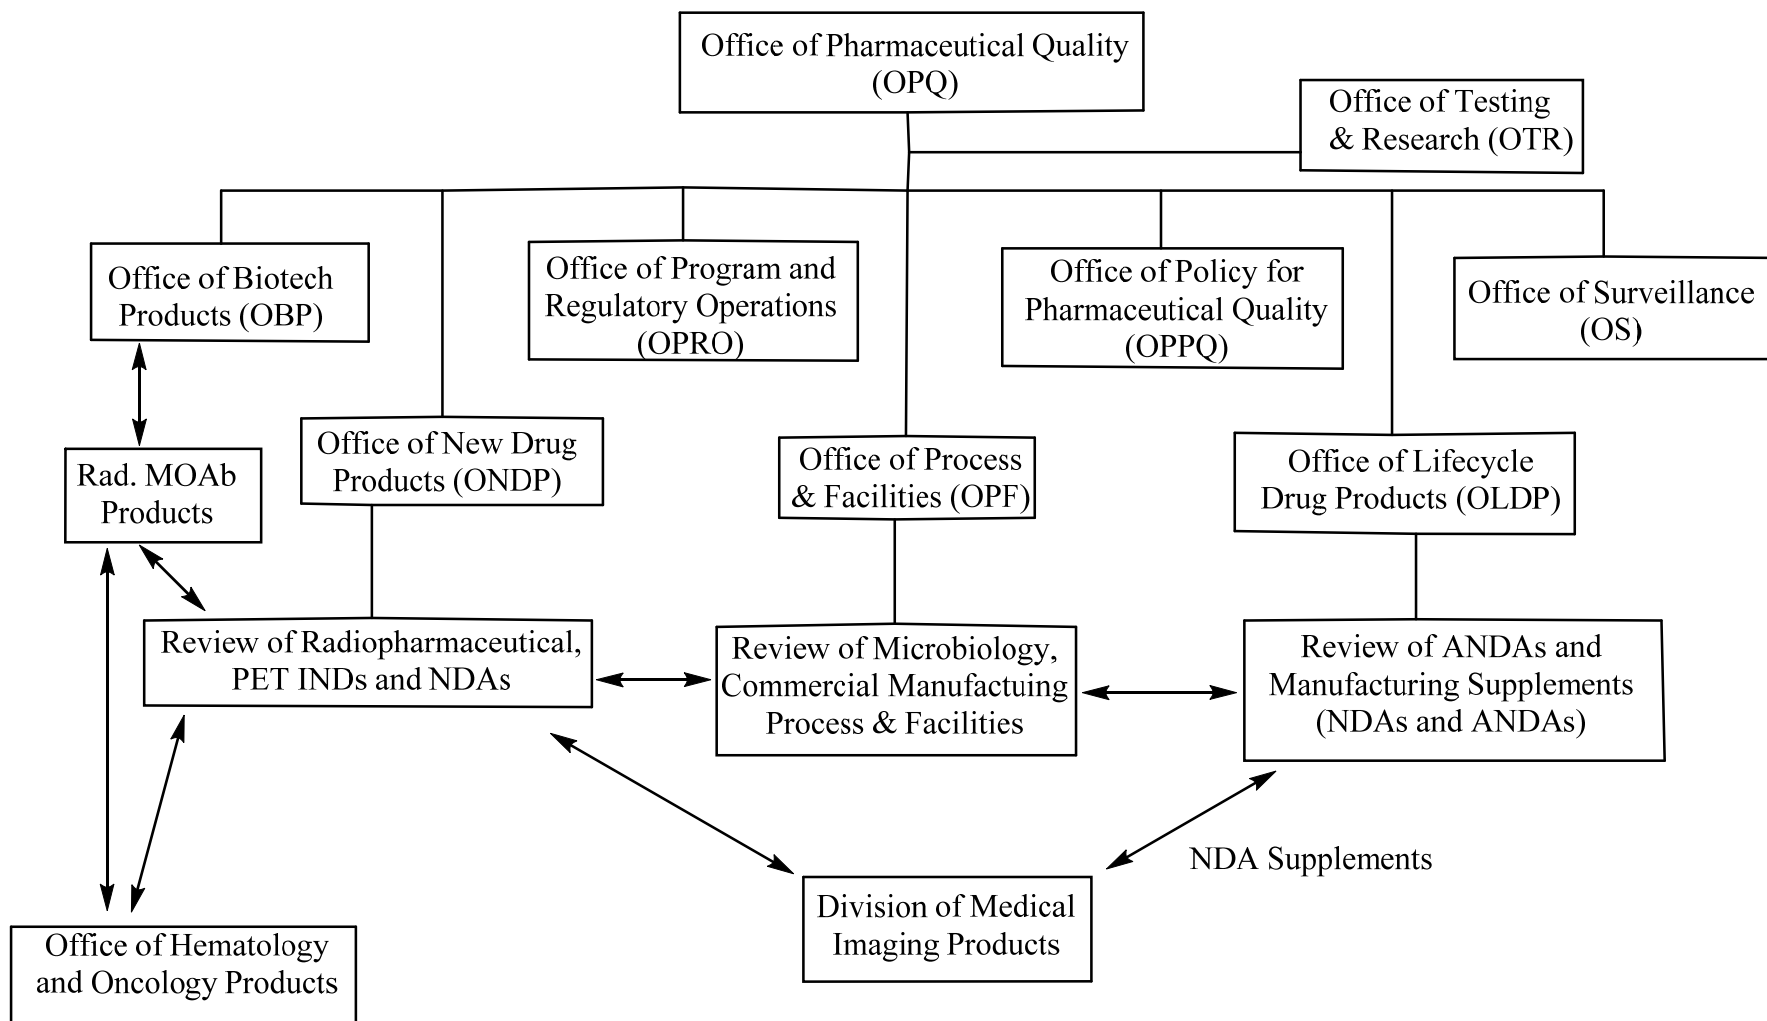 Office of Pharmaceutical Quality
(OPQ)
Office of Testing
& Research (OTR)
Office of Biotech
Products (OBP)
Office of Program and
Regulatory Operations
(OPRO)
Office of Policy for
Pharmaceutical Quality
(OPPQ)
Office of Surveillance
(OS)
Rad. MOAb
Products
Office of New Drug
Products (ONDP)
Office of Process
& Facilities (OPF)
Office of Lifecycle
Drug Products (OLDP)
Review of Radiopharmaceutical,
PET INDs and NDAs
Review of Microbiology,
Commercial Manufactuing
Process & Facilities
Review of ANDAs and
Manufacturing Supplements
(NDAs and ANDAs)
NDA Supplements
Division of Medical
Imaging Products
Office of Hematology
and Oncology Products